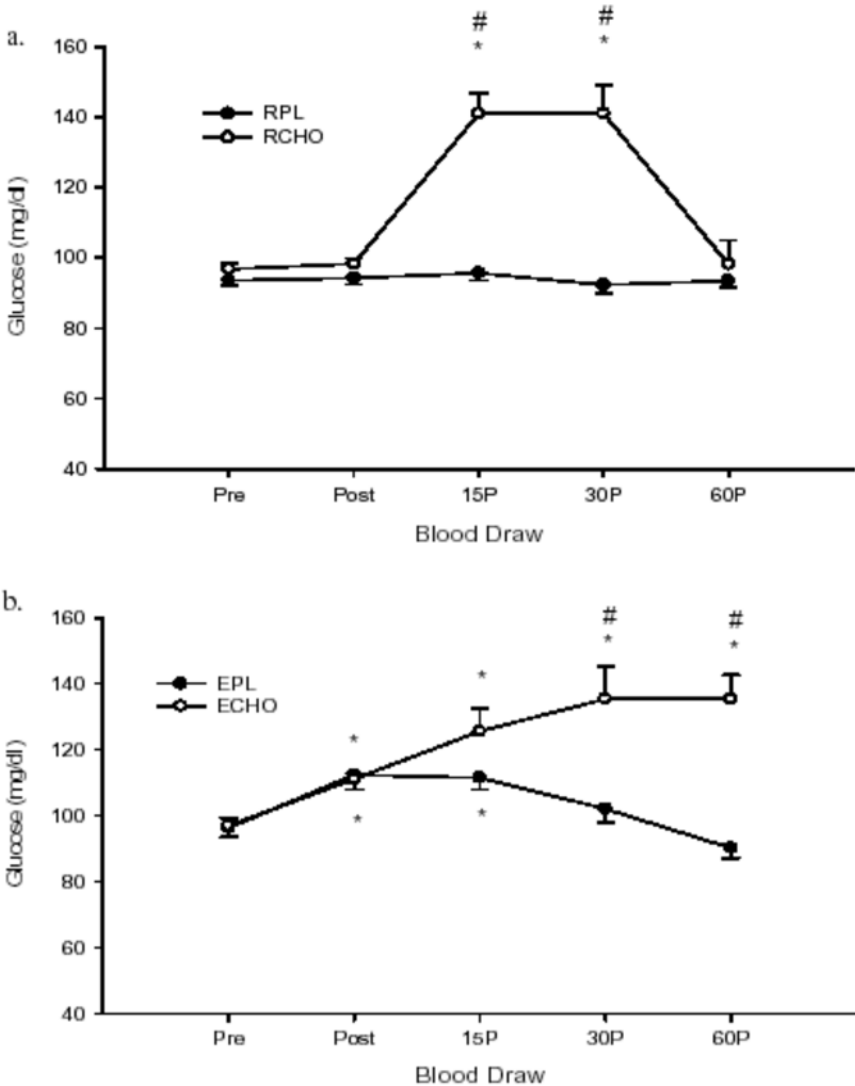 a.
#
#
*
*
160
140
120
100
80
60
40
Glucose (mg/dl)
RPL
RCHO
Pre Post 15P 30P 60P
Blood Draw
b.
#
#
*
*
*
*
*
*
160
140
120
100
80
60
40
Glucose (mg/dl)
EPL
ECHO
Pre Post 15P 30P 60P
Blood Draw